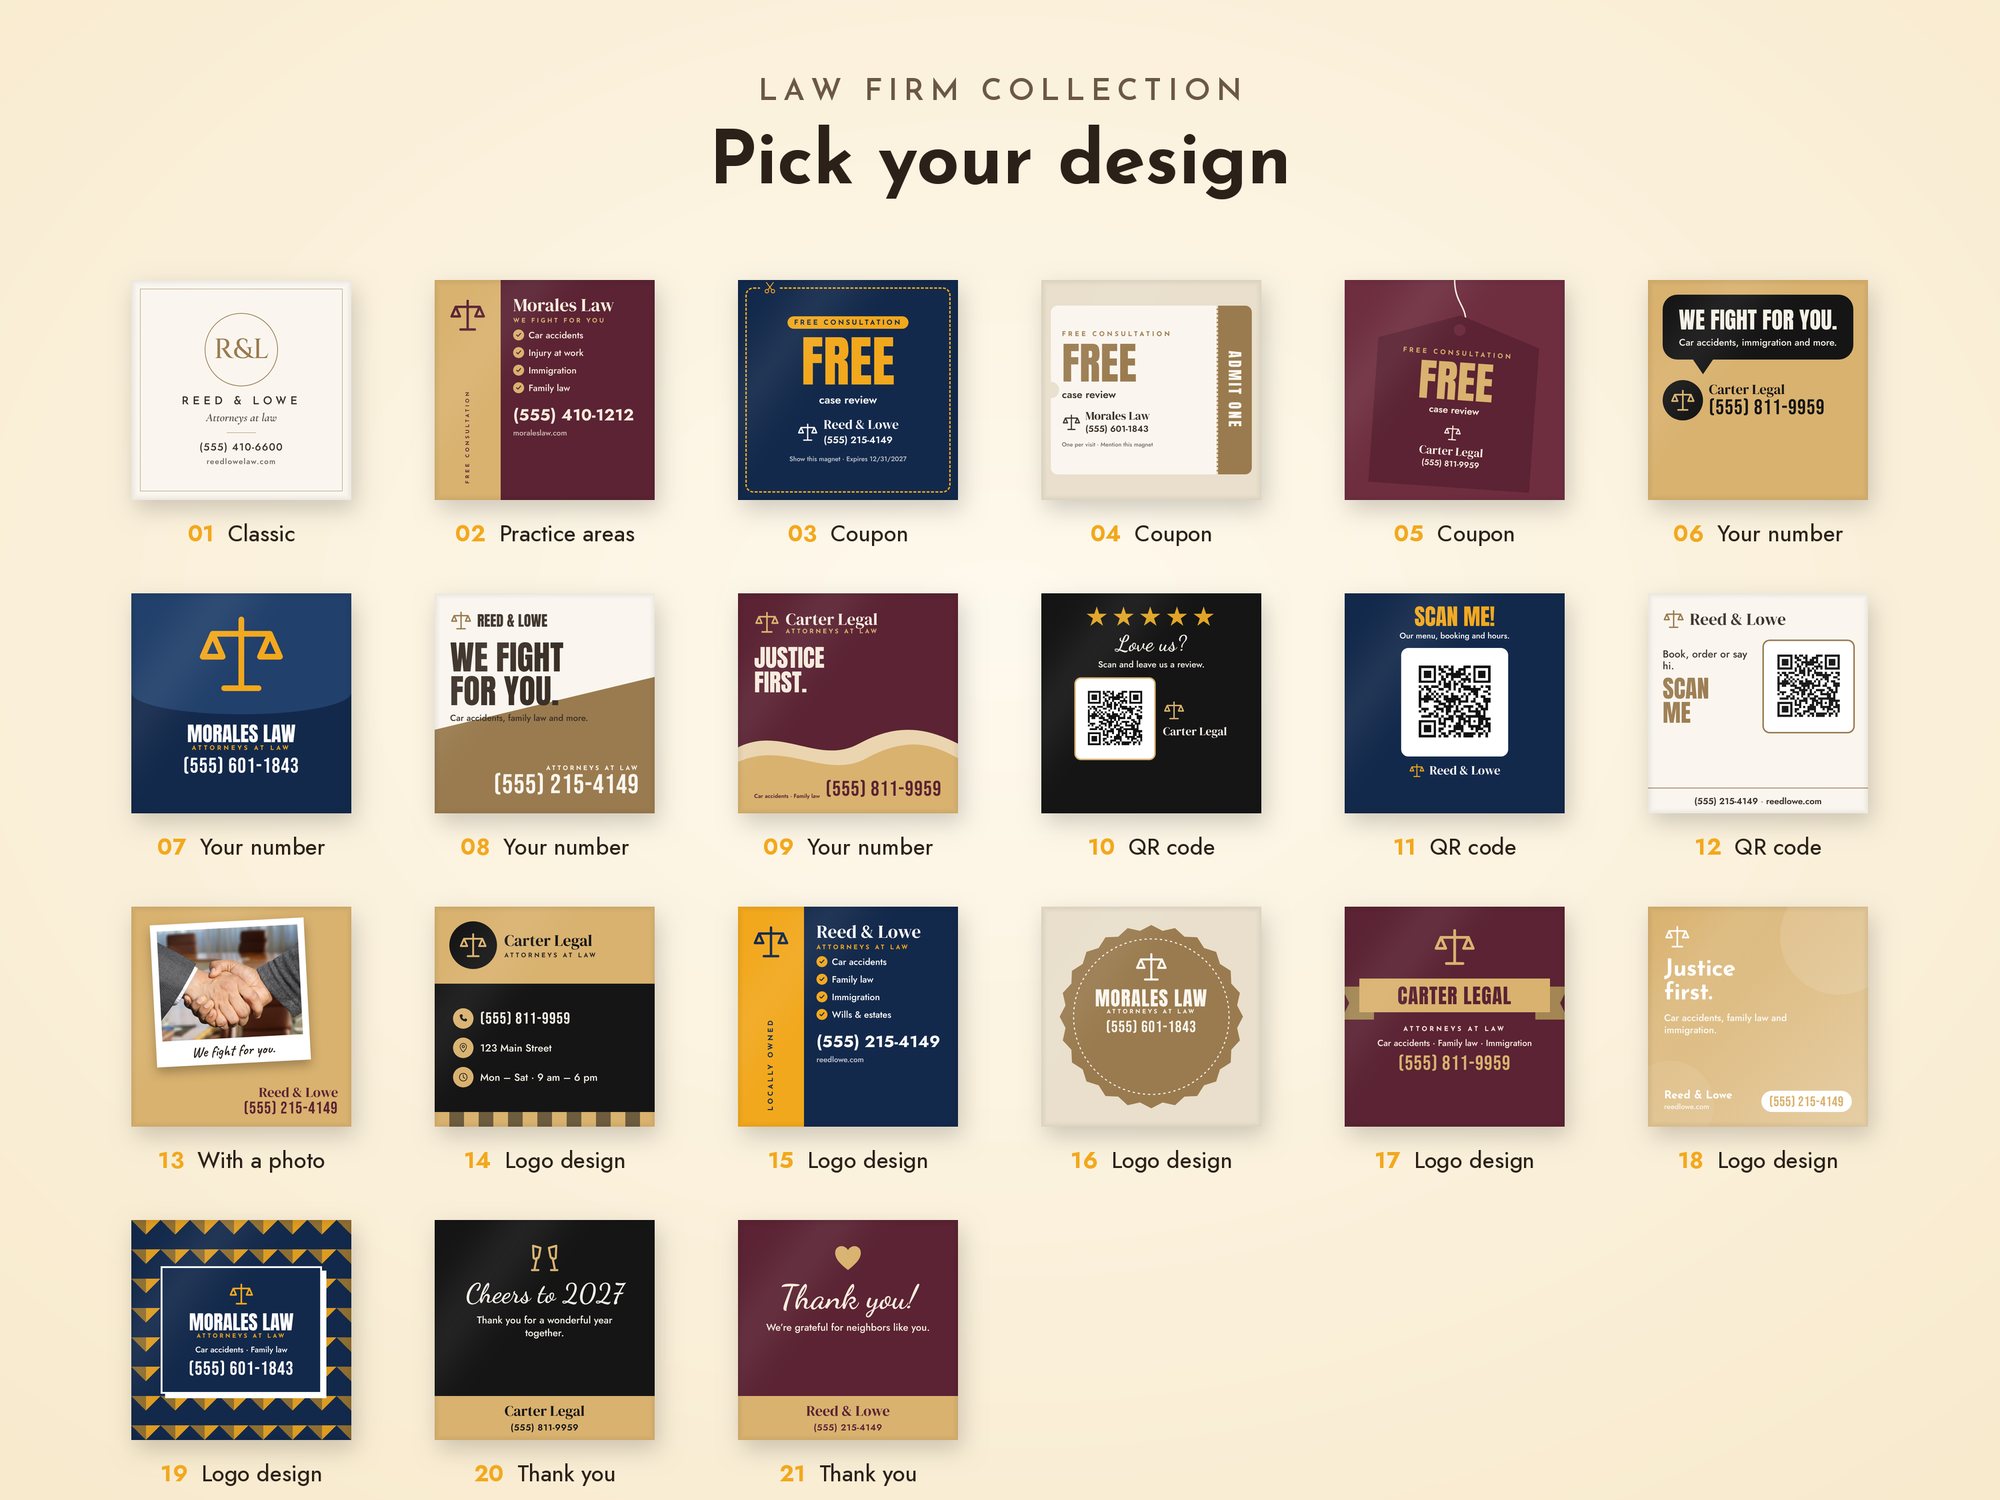 LAW FIRM COLLECTION
Pick your design
R&L
REED & LOWE
Attorneys at law
(555) 410-6600
reedlowelaw.com
01 Classic
FREE CONSULTATION
Morales Law
WE FIGHT FOR YOU
Car accidents
Injury at work
Immigration
Family law
(555) 410-1212
moraleslaw.com
02 Practice areas
FREE CONSULTATION
FREE
case review
Reed & Lowe
(555) 215-4149
Show this magnet · Expires 12/31/2027
03 Coupon
FREE CONSULTATION
FREE
case review
Morales Law
(555) 601-1843
One per visit · Mention this magnet
ADMIT ONE
04 Coupon
FREE CONSULTATION
FREE
case review
Carter Legal
(555) 811-9959
05 Coupon
WE FIGHT FOR YOU.
Car accidents, immigration and more.
Carter Legal
(555) 811-9959
06 Your number
MORALES LAW
ATTORNEYS AT LAW
(555) 601-1843
07 Your number
REED & LOWE
WE FIGHT
FOR YOU.
Car accidents, family law and more.
ATTORNEYS AT LAW
(555) 215-4149
08 Your number
Carter Legal
ATTORNEYS AT LAW
JUSTICE
FIRST.
Car accidents · Family law
(555) 811-9959
09 Your number
Love us?
Scan and leave us a review.
Carter Legal
10 QR code
SCAN ME!
Our menu, booking and hours.
Reed & Lowe
11 QR code
Reed & Lowe
Book, order or say
hi.
SCAN
ME
(555) 215-4149 · reedlowe.com
12 QR code
We fight for you.
Reed & Lowe
(555) 215-4149
13 With a photo
Carter Legal
ATTORNEYS AT LAW
(555) 811-9959
123 Main Street
Mon – Sat · 9 am – 6 pm
14 Logo design
LOCALLY OWNED
Reed & Lowe
ATTORNEYS AT LAW
Car accidents
Family law
Immigration
Wills & estates
(555) 215-4149
reedlowe.com
15 Logo design
MORALES LAW
ATTORNEYS AT LAW
(555) 601-1843
16 Logo design
CARTER LEGAL
ATTORNEYS AT LAW
Car accidents · Family law · Immigration
(555) 811-9959
17 Logo design
Justice
first.
Car accidents, family law and
immigration.
Reed & Lowe
reedlowe.com
(555) 215-4149
18 Logo design
MORALES LAW
ATTORNEYS AT LAW
Car accidents · Family law
(555) 601-1843
19 Logo design
Cheers to 2027
Thank you for a wonderful year
together.
Carter Legal
(555) 811-9959
20 Thank you
Thank you!
We're grateful for neighbors like you.
Reed & Lowe
(555) 215-4149
21 Thank you